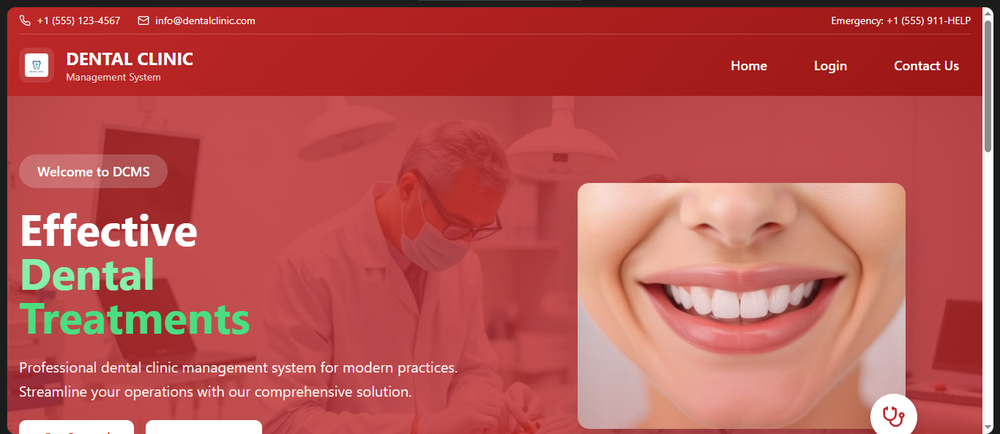 +1 (555) 123-4567
info@dentalclinic.com
Emergency: +1 (555) 911-HELP
DENTAL CLINIC
Management System
Home
Login
Contact Us
Welcome to DCMS
Effective
Dental
Treatments
Professional dental clinic management system for modern practices.
Streamline your operations with our comprehensive solution.